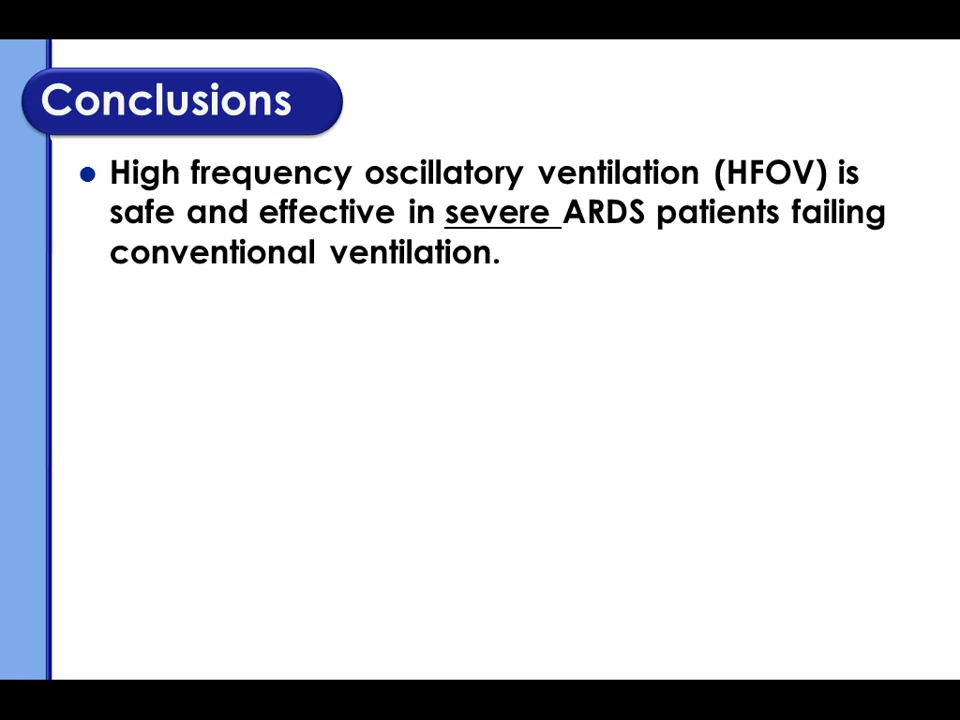 Conclusions
High frequency oscillatory ventilation (HFOV) is
safe and effective in severe ARDS patients failing
conventional ventilation.